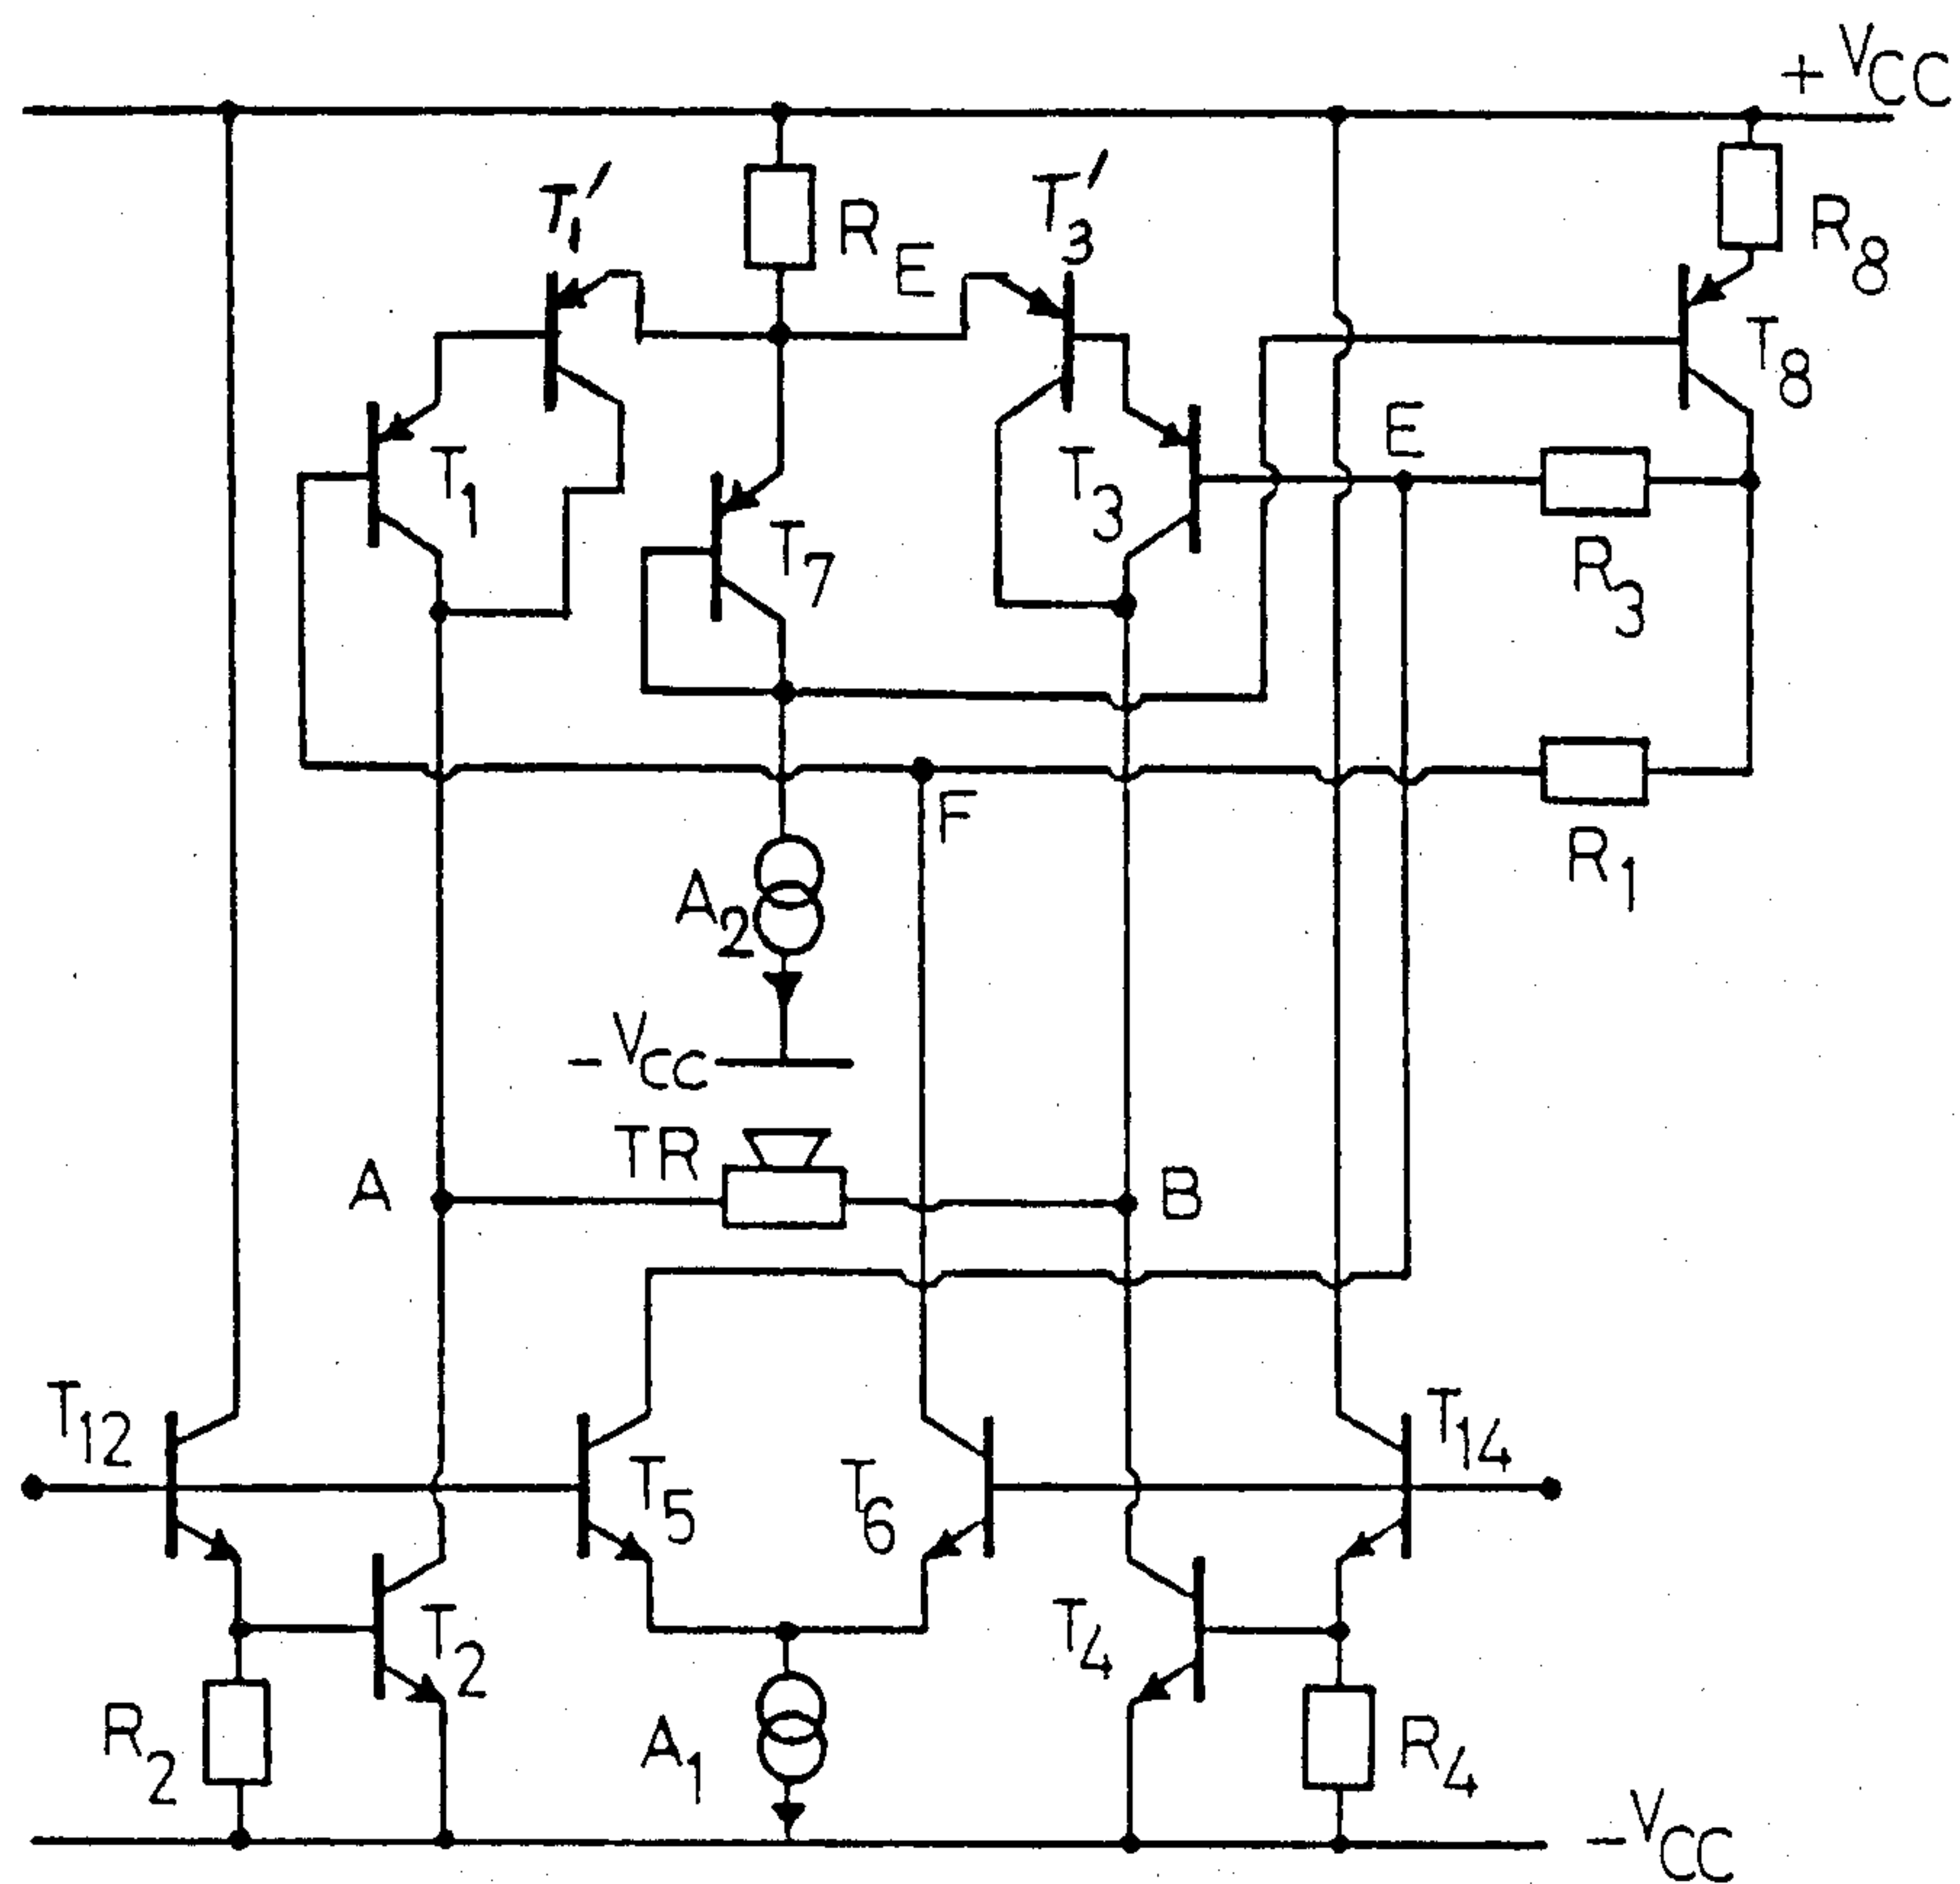 +VCC
T1'
RE
T3'
R8
T8
T1
T7
T3
E
R3
F
R1
A2
-VCC
TR
A
B
T12
T5
T6
T14
T2
T4
R2
A1
R4
-VCC